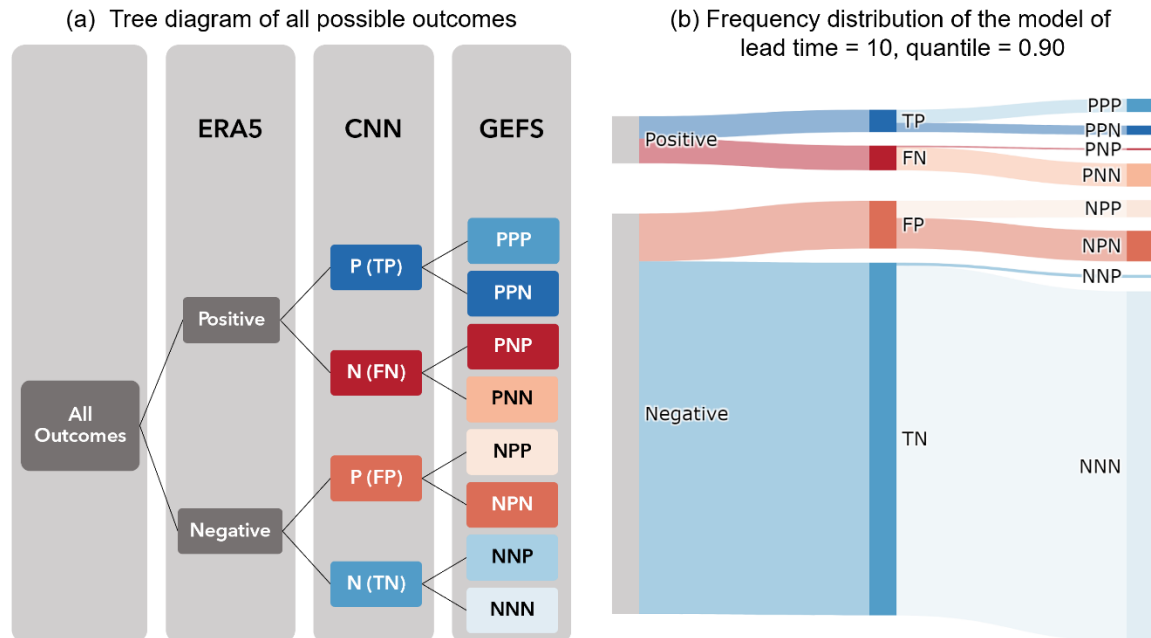 (a) Tree diagram of all possible outcomes
ERA5
CNN
GEFS
All
Outcomes
Positive
Negative
P (TP)
N (FN)
P (FP)
N (TN)
PPP
PPN
PNP
PNN
NPP
NPN
NNP
NNN
(b) Frequency distribution of the model of
lead time = 10, quantile = 0.90
Positive
Negative
TP
FN
FP
TN
PPP
PPN
PNP
PNN
NPP
NPN
NNP
NNN